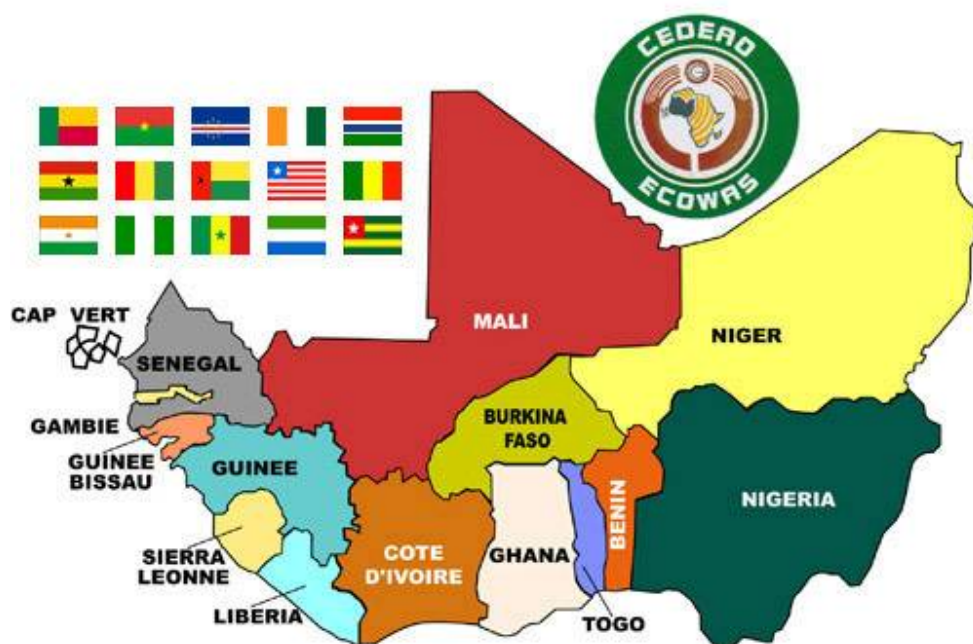 CEDEAO
ECOWAS
MALI
NIGER
CAP VERT
SENEGAL
GAMBIE
GUINEE
BISSAU
GUINEE
BURKINA
FASO
SIERRA
LEONNE
LIBERIA
COTE
D'IVOIRE
GHANA
TOGO
BENIN
NIGERIA